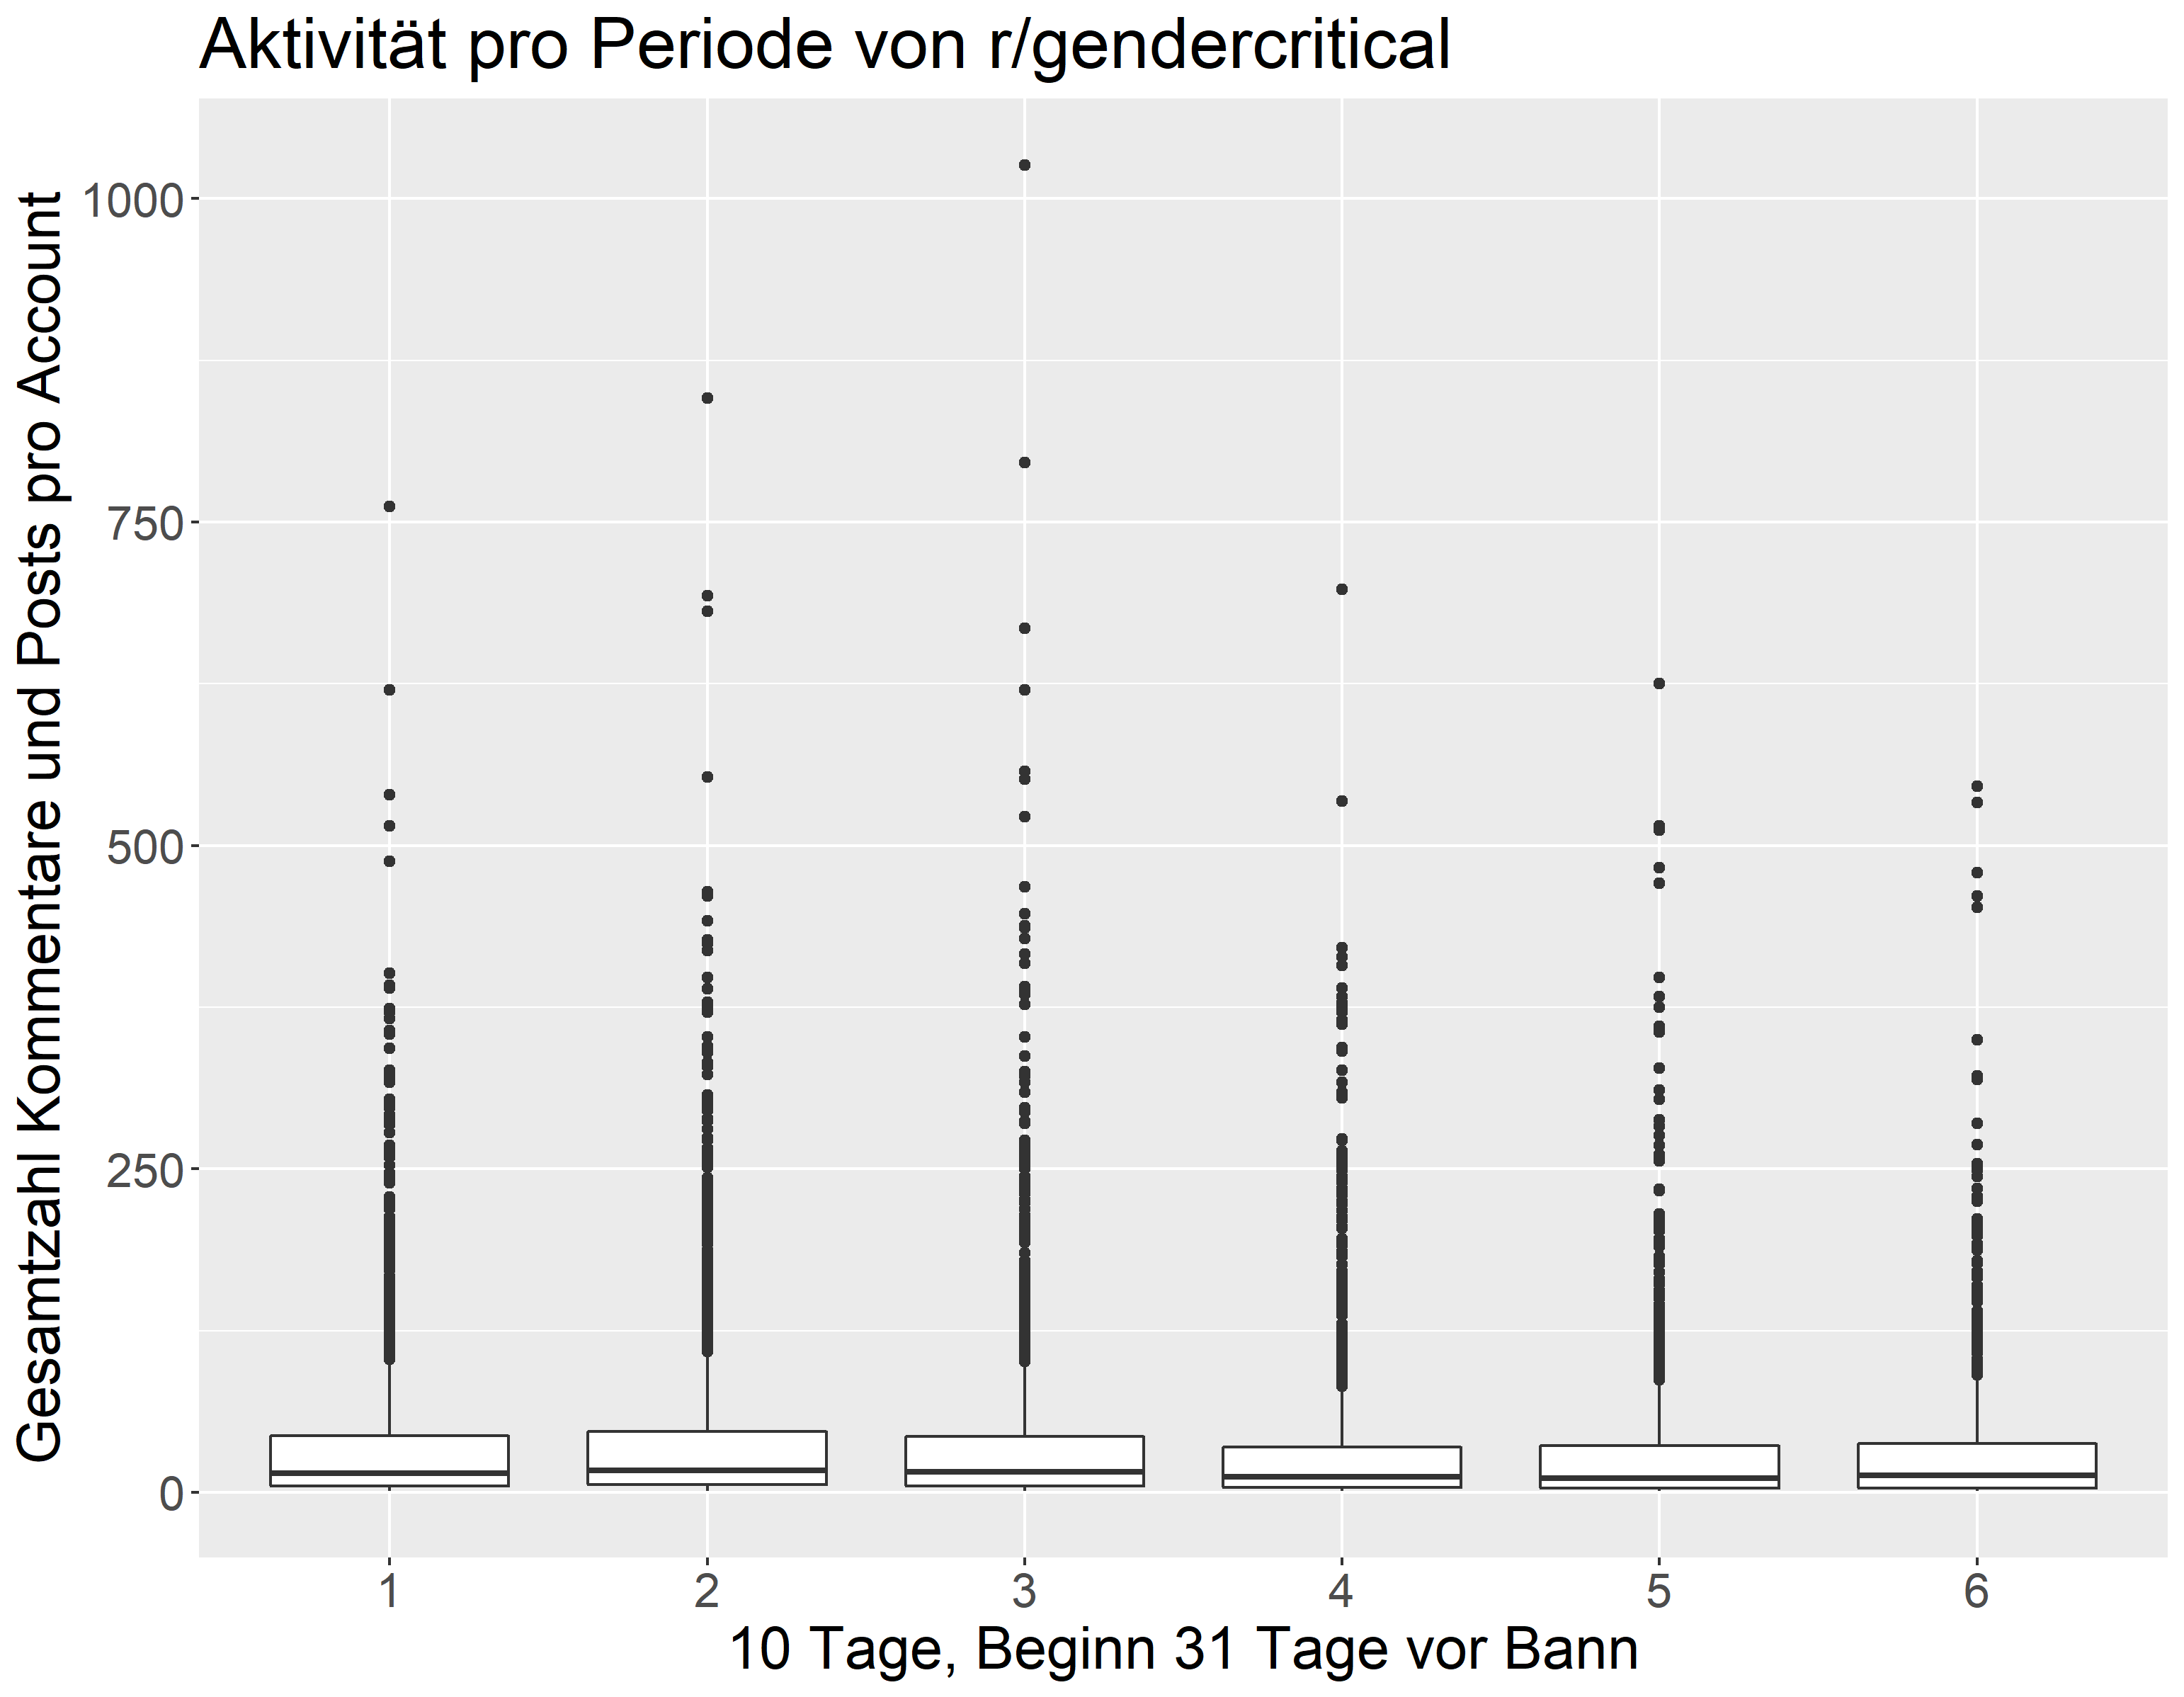 Aktivität pro Periode von r/gendercritical
Gesamtzahl Kommentare und Posts pro Account
1000
750
500
250
0
1 2 3 4 5 6
10 Tage, Beginn 31 Tage vor Bann